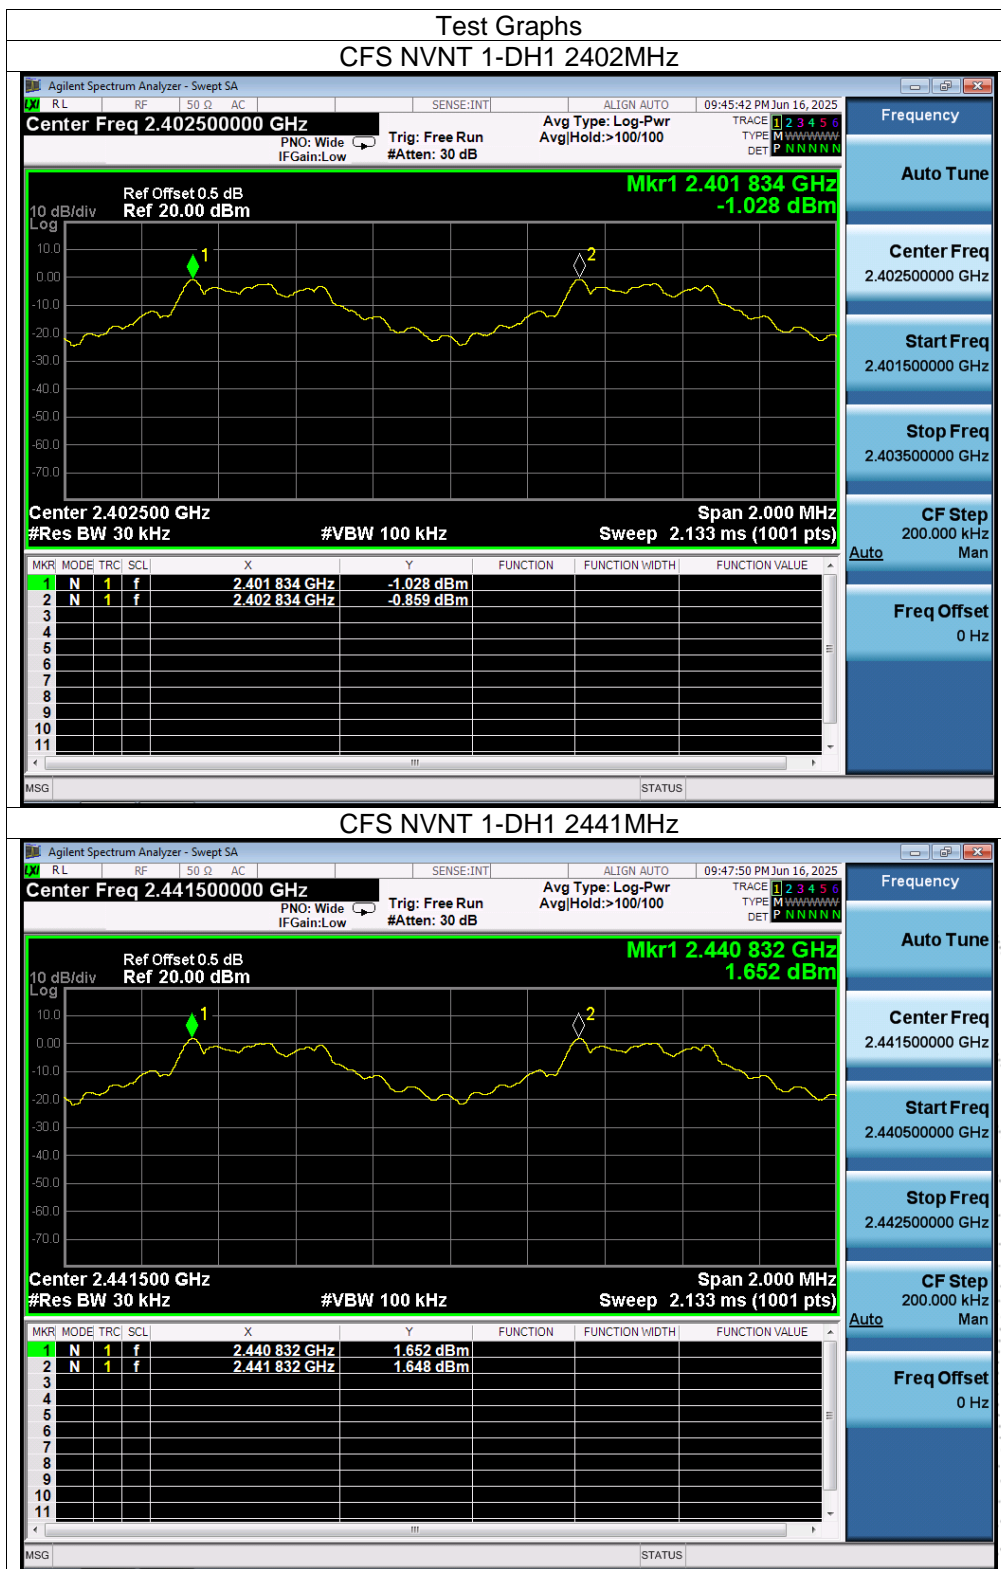 Test Graphs
CFS NVNT 1-DH1 2402MHz
Agilent Spectrum Analyzer - Swept SA
LXI RL RF 50 Ω AC SENSE:INT ALIGN AUTO 09:45:42 PM Jun 16, 2025
Center Freq 2.402500000 GHz
PNO: Wide
IFGain:Low
Trig: Free Run
#Atten: 30 dB
Avg Type: Log-Pwr
Avg|Hold:>100/100
TRACE 1 2 3 4 5 6
TYPE M WWWWW
DET P N N N N N
Frequency
Auto Tune
Mkr1 2.401 834 GHz
-1.028 dBm
Ref Offset 0.5 dB
10 dB/div Ref 20.00 dBm
Log
10.0
0.00
-10.0
-20.0
-30.0
-40.0
-50.0
-60.0
-70.0
1
2
Center 2.402500 GHz Span 2.000 MHz
#Res BW 30 kHz #VBW 100 kHz Sweep 2.133 ms (1001 pts)
Center Freq
2.402500000 GHz
Start Freq
2.401500000 GHz
Stop Freq
2.403500000 GHz
CF Step
200.000 kHz
Auto Man
Freq Offset
0 Hz
MKR MODE TRC SCL X Y FUNCTION FUNCTION WIDTH FUNCTION VALUE
1 N 1 f 2.401 834 GHz -1.028 dBm
2 N 1 f 2.402 834 GHz -0.859 dBm
3
4
5
6
7
8
9
10
11
MSG STATUS
CFS NVNT 1-DH1 2441MHz
Agilent Spectrum Analyzer - Swept SA
LXI RL RF 50 Ω AC SENSE:INT ALIGN AUTO 09:47:50 PM Jun 16, 2025
Center Freq 2.441500000 GHz
PNO: Wide
IFGain:Low
Trig: Free Run
#Atten: 30 dB
Avg Type: Log-Pwr
Avg|Hold:>100/100
TRACE 1 2 3 4 5 6
TYPE M WWWWW
DET P N N N N N
Frequency
Auto Tune
Mkr1 2.440 832 GHz
1.652 dBm
Ref Offset 0.5 dB
10 dB/div Ref 20.00 dBm
Log
10.0
0.00
-10.0
-20.0
-30.0
-40.0
-50.0
-60.0
-70.0
1
2
Center 2.441500 GHz Span 2.000 MHz
#Res BW 30 kHz #VBW 100 kHz Sweep 2.133 ms (1001 pts)
Center Freq
2.441500000 GHz
Start Freq
2.440500000 GHz
Stop Freq
2.442500000 GHz
CF Step
200.000 kHz
Auto Man
Freq Offset
0 Hz
MKR MODE TRC SCL X Y FUNCTION FUNCTION WIDTH FUNCTION VALUE
1 N 1 f 2.440 832 GHz 1.652 dBm
2 N 1 f 2.441 832 GHz 1.648 dBm
3
4
5
6
7
8
9
10
11
MSG STATUS